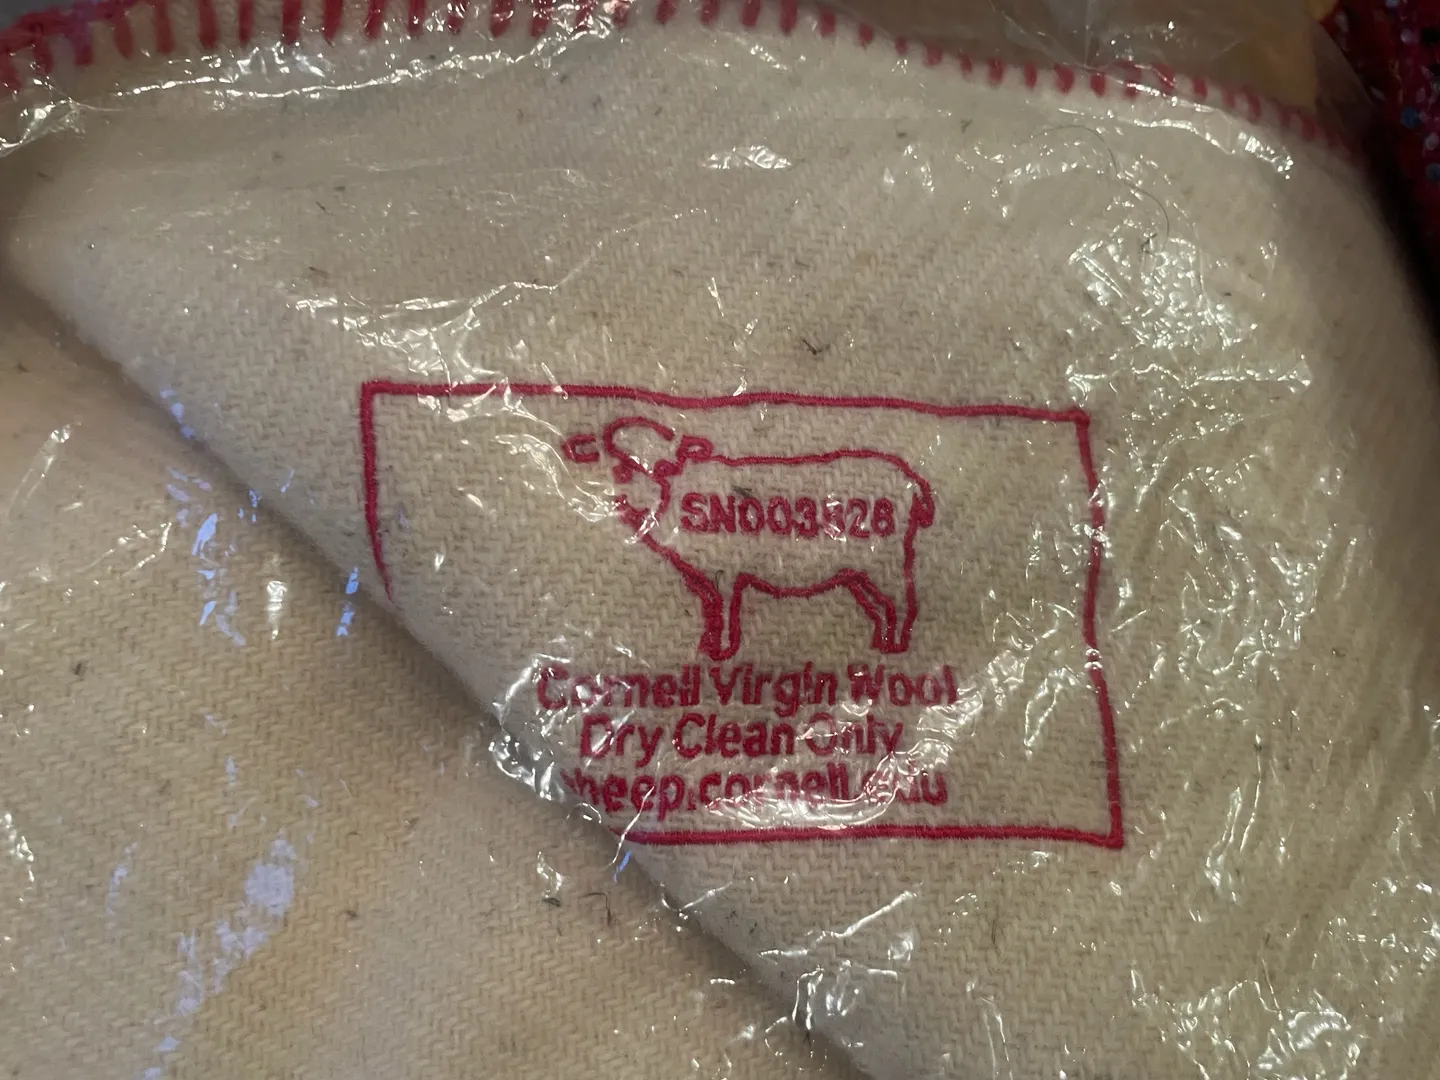 Cornell Virgin Wool
Dry Clean Only
sheep.cornell.edu